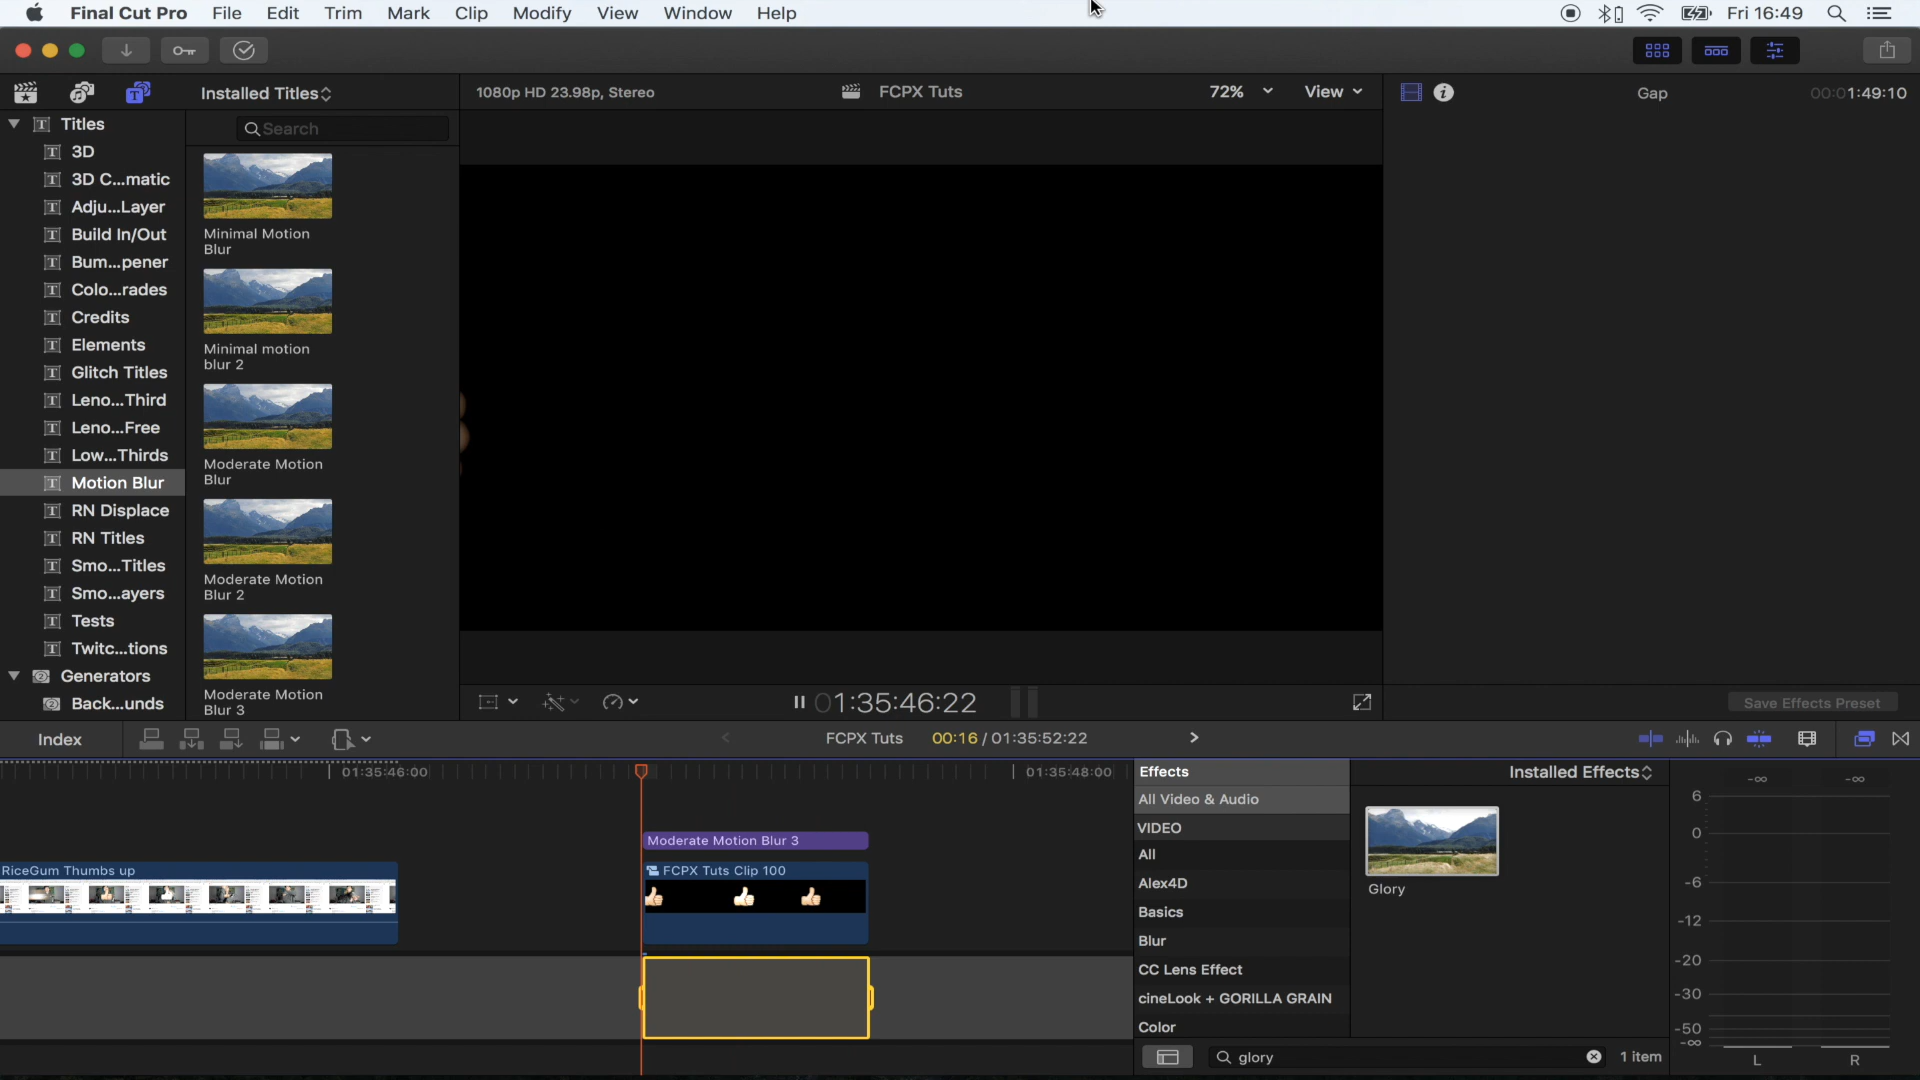 Final Cut Pro File Edit Trim Mark Clip Modify View Window Help Fri 16:49
Installed Titles
1080p HD 23.98p, Stereo
FCPX Tuts
72%
View
Gap
00:01:49:10
Titles
3D
3D C...matic
Adju...Layer
Build In/Out
Bum...pener
Colo...rades
Credits
Elements
Glitch Titles
Leno...Third
Leno...Free
Low...Thirds
Motion Blur
RN Displace
RN Titles
Smo...Titles
Smo...ayers
Tests
Twitc...tions
Generators
Back...unds
Search
Minimal Motion
Blur
Minimal motion
blur 2
Moderate Motion
Blur
Moderate Motion
Blur 2
Moderate Motion
Blur 3
01:35:46:22
Save Effects Preset
Index
FCPX Tuts
00:16 / 01:35:52:22
01:35:46:00
01:35:48:00
Moderate Motion Blur 3
RiceGum Thumbs up
FCPX Tuts Clip 100
Effects
All Video & Audio
VIDEO
All
Alex4D
Basics
Blur
CC Lens Effect
cineLook + GORILLA GRAIN
Color
Installed Effects
Glory
glory
1 item
-∞ -∞
6
0
-6
-12
-20
-30
-50
-∞
L R